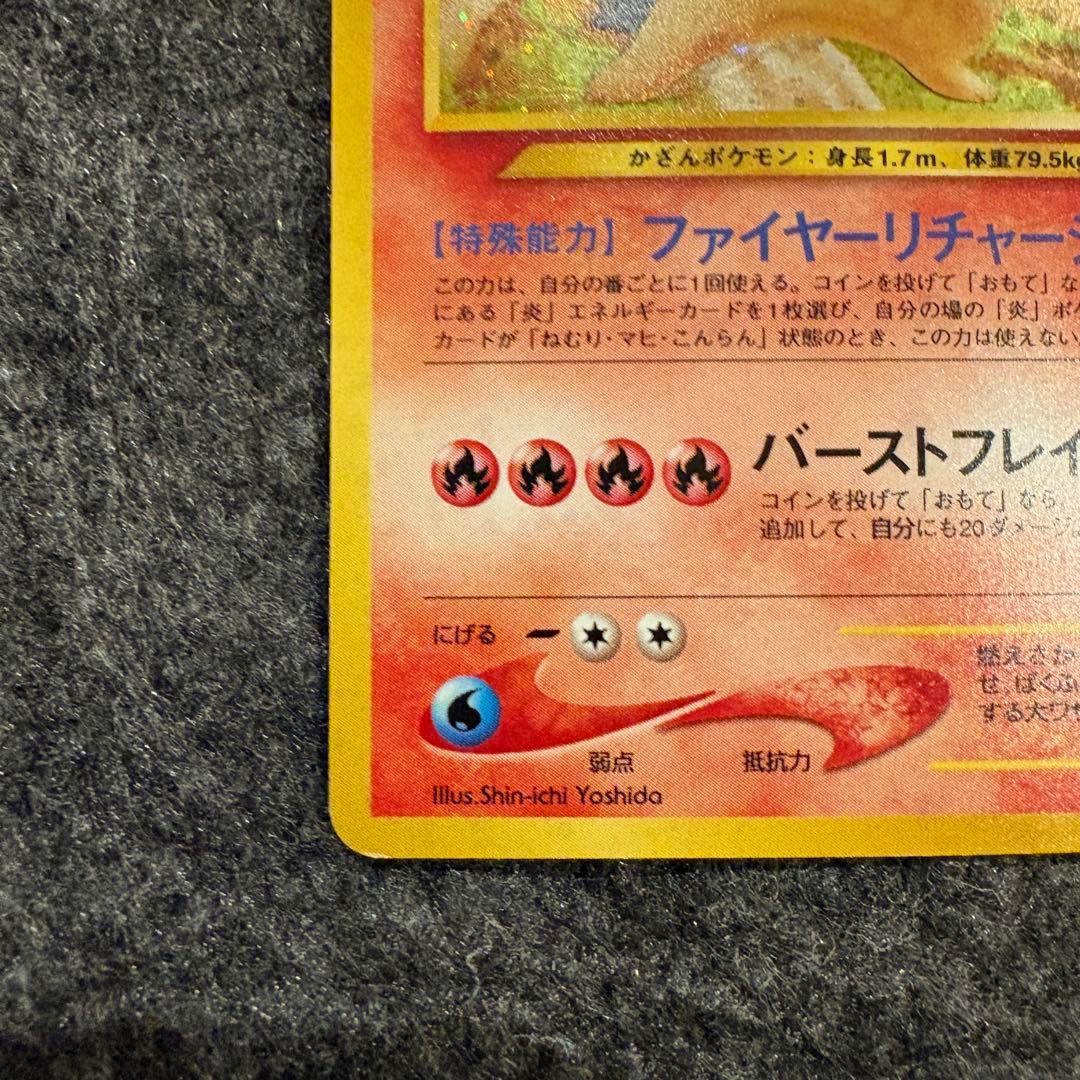 かざんポケモン：身長1.7m、体重79.5kg
【特殊能力】 ファイヤーリチャージ
この力は、自分の番ごとに1回使える。コインを投げて「おもて」な
にある「炎」エネルギーカードを1枚選び、自分の場の「炎」ポケ
カードが「ねむり・マヒ・こんらん」状態のとき、この力は使えない
バーストフレイ
コインを投げて「おもて」なら
追加して、自分にも20ダメージ
にげる
燃えさか
せ、ばくふ
する大ワザ
弱点 抵抗力
Illus.Shin-ichi Yoshida